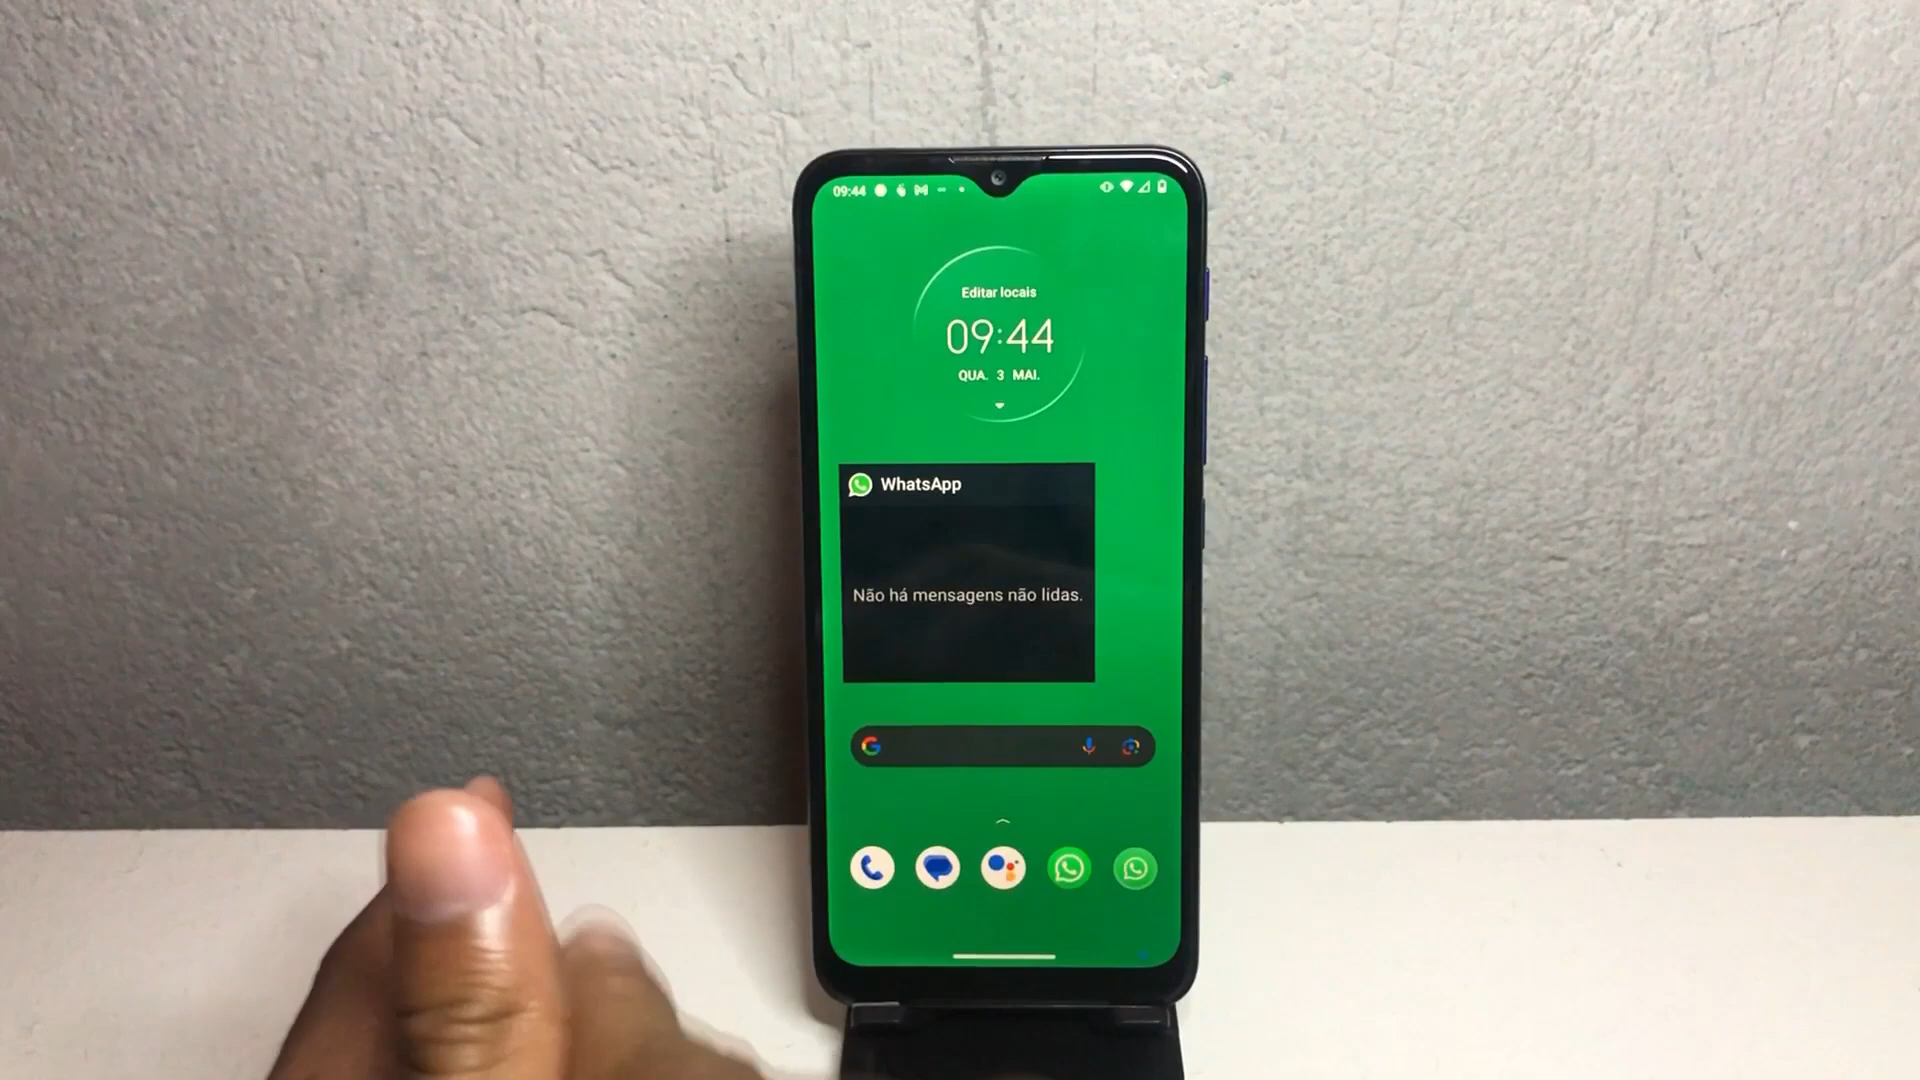 09:44
Editar locais
09:44
QUA. 3 MAI.
WhatsApp
Não há mensagens não lidas.